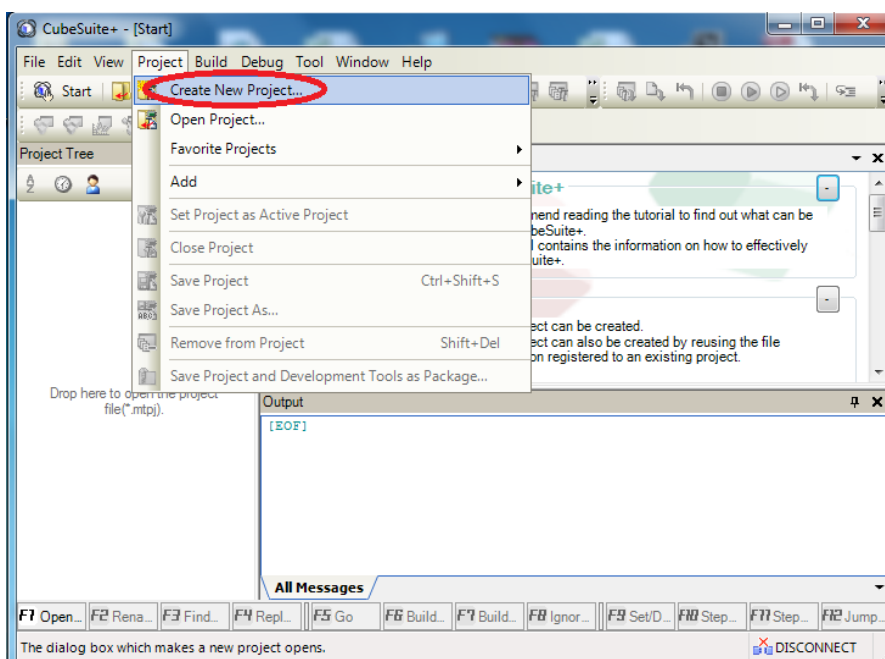 CubeSuite+ - [Start]
File Edit View Project Build Debug Tool Window Help
Start
Create New Project...
Open Project...
Favorite Projects
Add
Set Project as Active Project
Close Project
Save Project Ctrl+Shift+S
Save Project As...
Remove from Project Shift+Del
Save Project and Development Tools as Package...
Project Tree
ite+
mend reading the tutorial to find out what can be
beSuite+.
l contains the information on how to effectively
uite+.
ect can be created.
ect can also be created by reusing the file
on registered to an existing project.
Drop here to open the project
file(*.mtpj).
Output
[EOF]
All Messages
F1 Open... F2 Rena... F3 Find... F4 Repl... F5 Go F6 Build... F7 Build... F8 Ignor... F9 Set/D... F10 Step... F11 Step... F12 Jump...
The dialog box which makes a new project opens. DISCONNECT